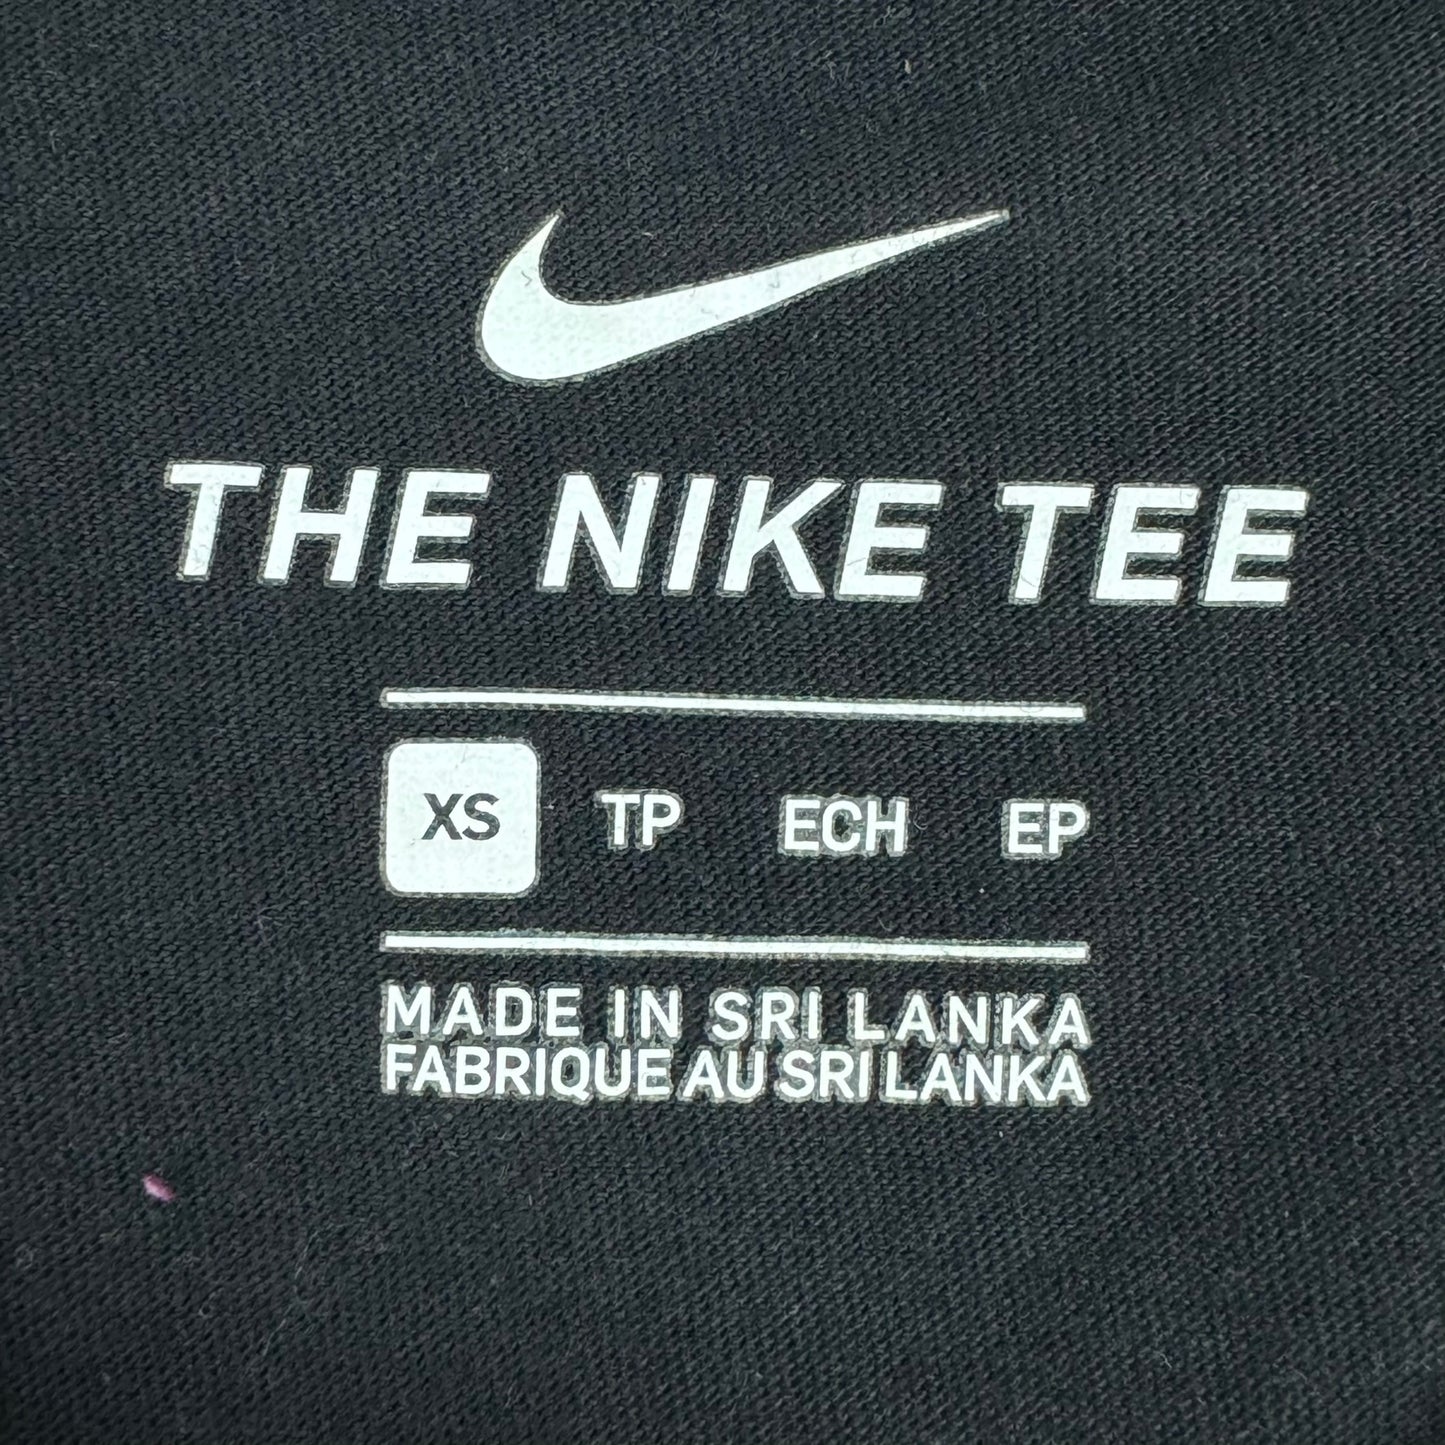 THE NIKE TEE
XS TP ECH EP
MADE IN SRI LANKA
FABRIQUE AU SRI LANKA